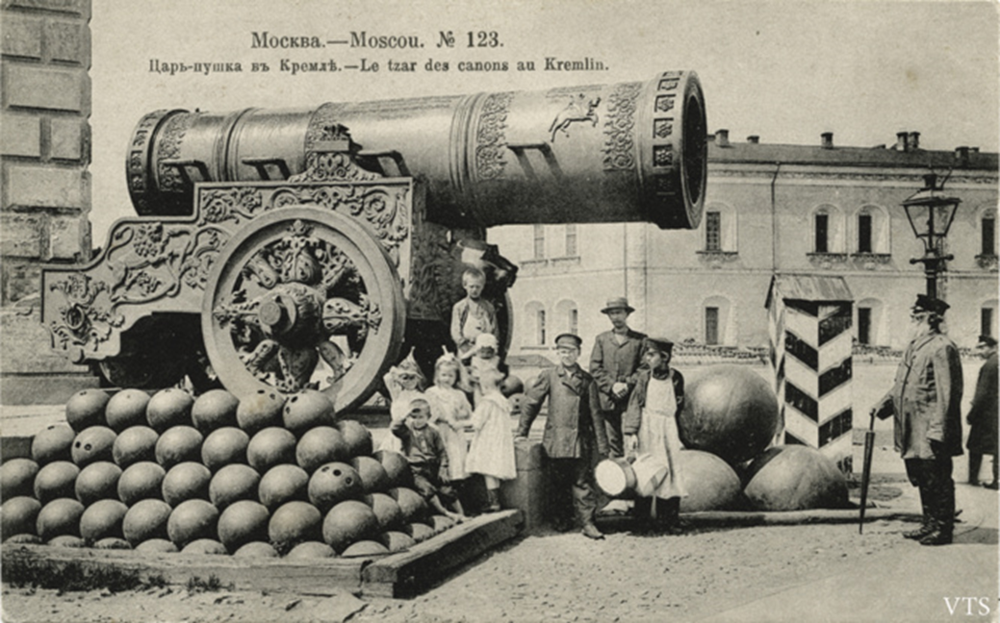 Москва.—Moscou. № 123.
Царь-пушка въ Кремлѣ.—Le tzar des canons au Kremlin.
VTS